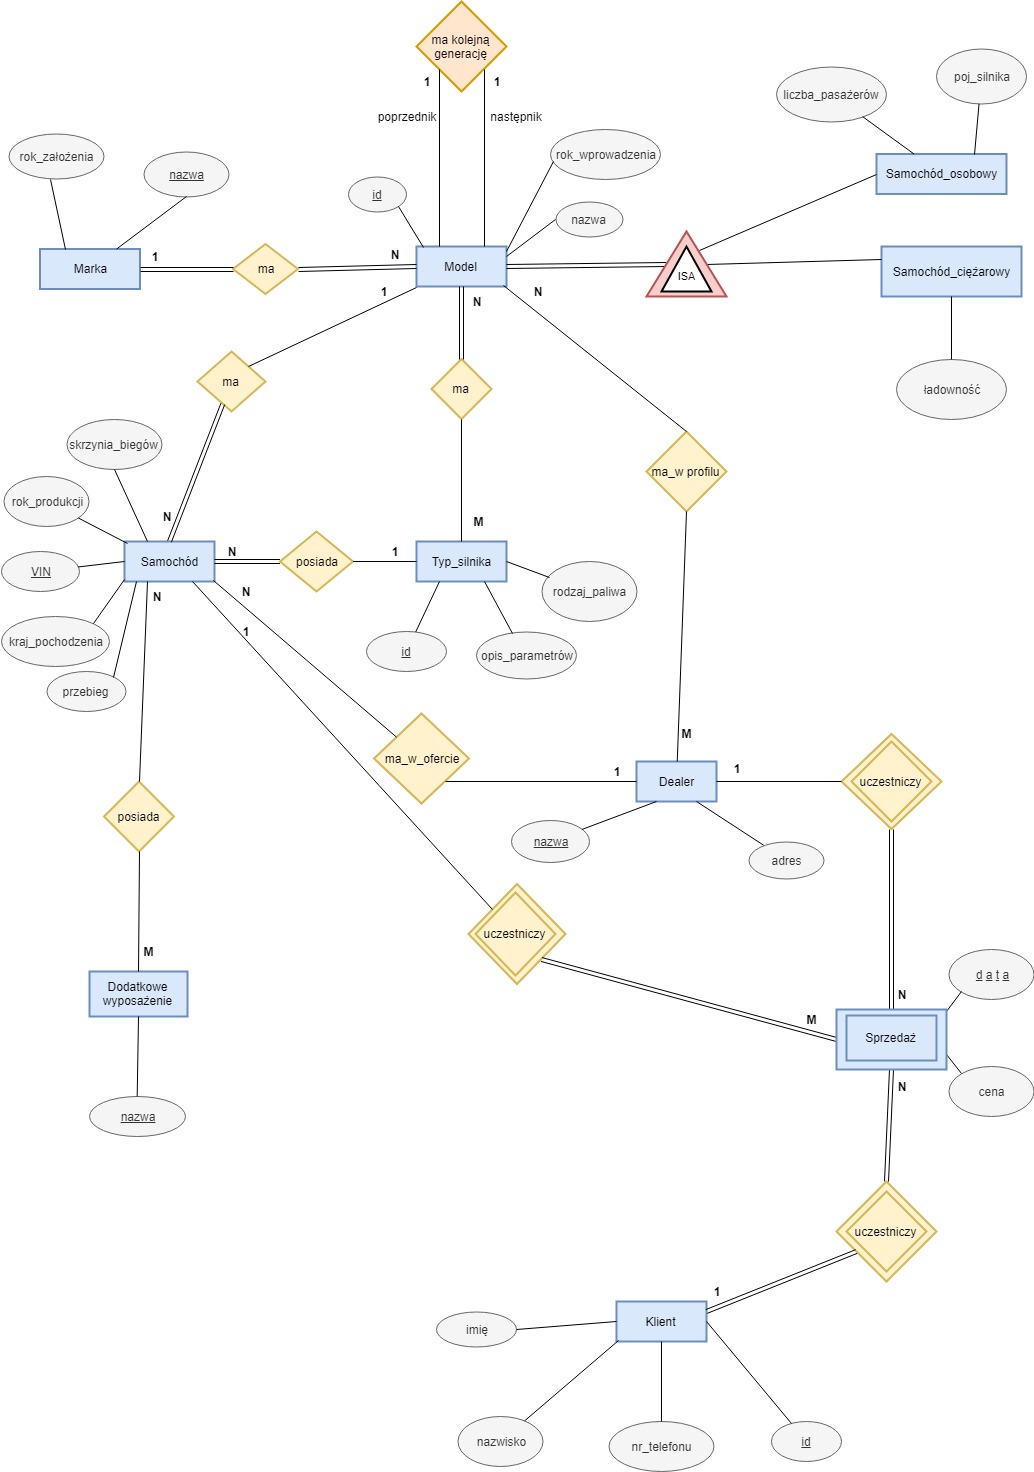 ma kolejną
generację
1
1
poprzednik
następnik
liczba_pasażerów
poj_silnika
rok_założenia
nazwa
id
rok_wprowadzenia
nazwa
Samochód_osobowy
Marka
1
ma
N
Model
ISA
Samochód_ciężarowy
1
N
N
ma
ma
ładowność
skrzynia_biegów
ma_w profilu
rok_produkcji
N
M
VIN
Samochód
N
posiada
1
Typ_silnika
N
N
rodzaj_paliwa
kraj_pochodzenia
1
id
opis_parametrów
przebieg
M
ma_w_ofercie
1
Dealer
1
uczestniczy
posiada
nazwa
adres
uczestniczy
M
Dodatkowe
wyposażenie
d a t a
N
M
Sprzedaż
N
cena
nazwa
uczestniczy
1
imię
Klient
nazwisko
nr_telefonu
id